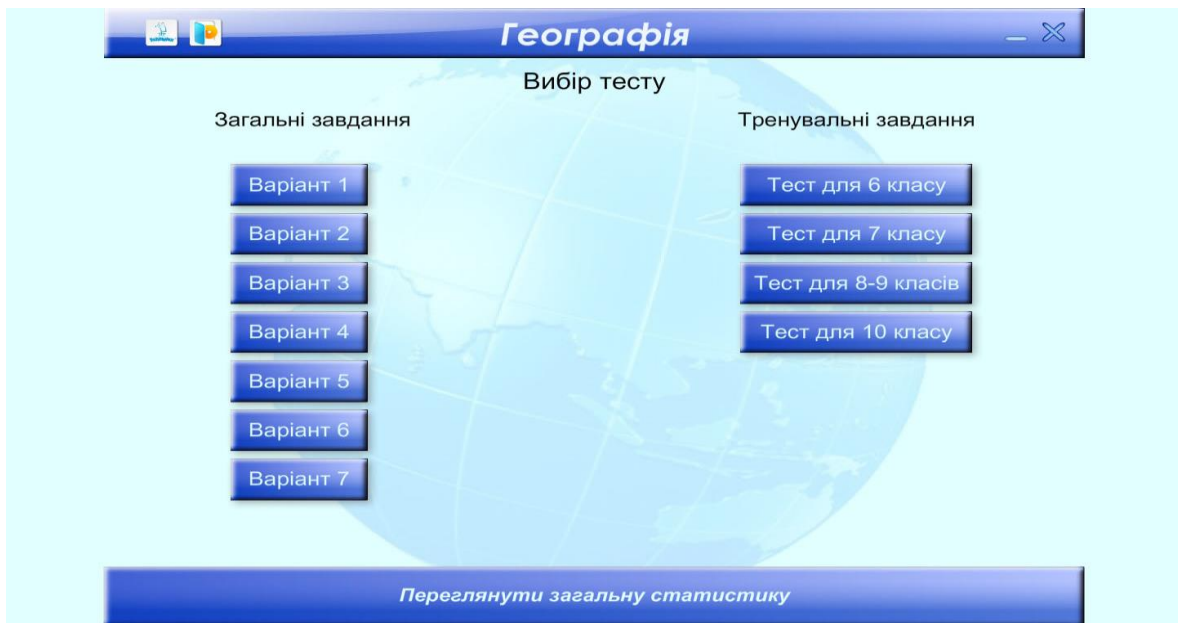 Географія
Вибір тесту
Загальні завдання
Варіант 1
Варіант 2
Варіант 3
Варіант 4
Варіант 5
Варіант 6
Варіант 7
Тренувальні завдання
Тест для 6 класу
Тест для 7 класу
Тест для 8-9 класів
Тест для 10 класу
Переглянути загальну статистику